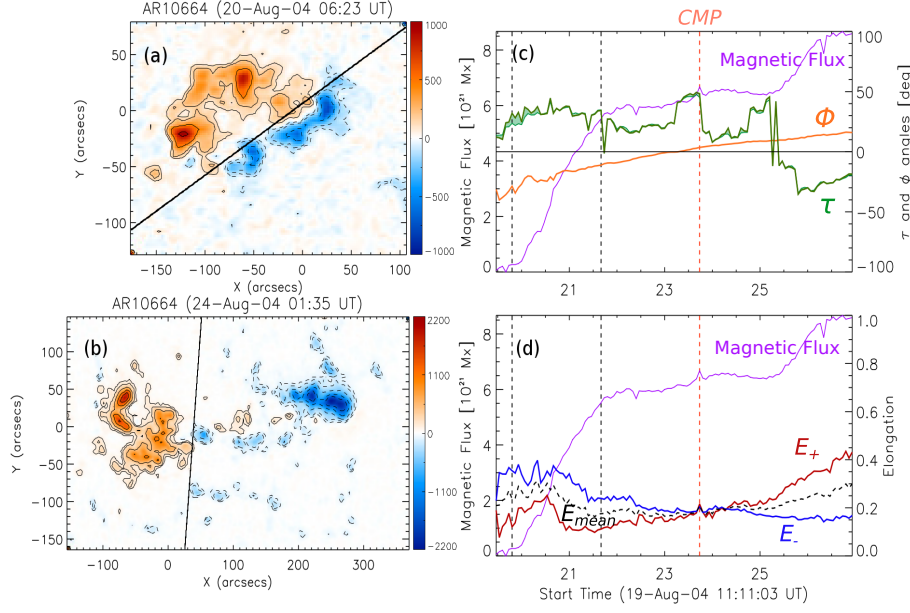 AR10664 (20-Aug-04 06:23 UT)
(a)
50
0
-50
-100
Y (arcsecs)
-150 -100 -50 0 50 100
X (arcsecs)
1000
500
0
-500
-1000
AR10664 (24-Aug-04 01:35 UT)
(b)
100
50
0
-50
-100
-150
Y (arcsecs)
-100 0 100 200 300
X (arcsecs)
2200
1100
0
-1100
-2200
CMP
(c)
Magnetic Flux
Φ
τ
8
6
4
2
0
Magnetic Flux [10²¹ Mx]
100
50
0
-50
-100
τ and ϕ angles [deg]
21 23 25
(d)
Magnetic Flux
E₊
Emean
E₋
8
6
4
2
0
Magnetic Flux [10²¹ Mx]
1.0
0.8
0.6
0.4
0.2
0.0
Elongation
21 23 25
Start Time (19-Aug-04 11:11:03 UT)